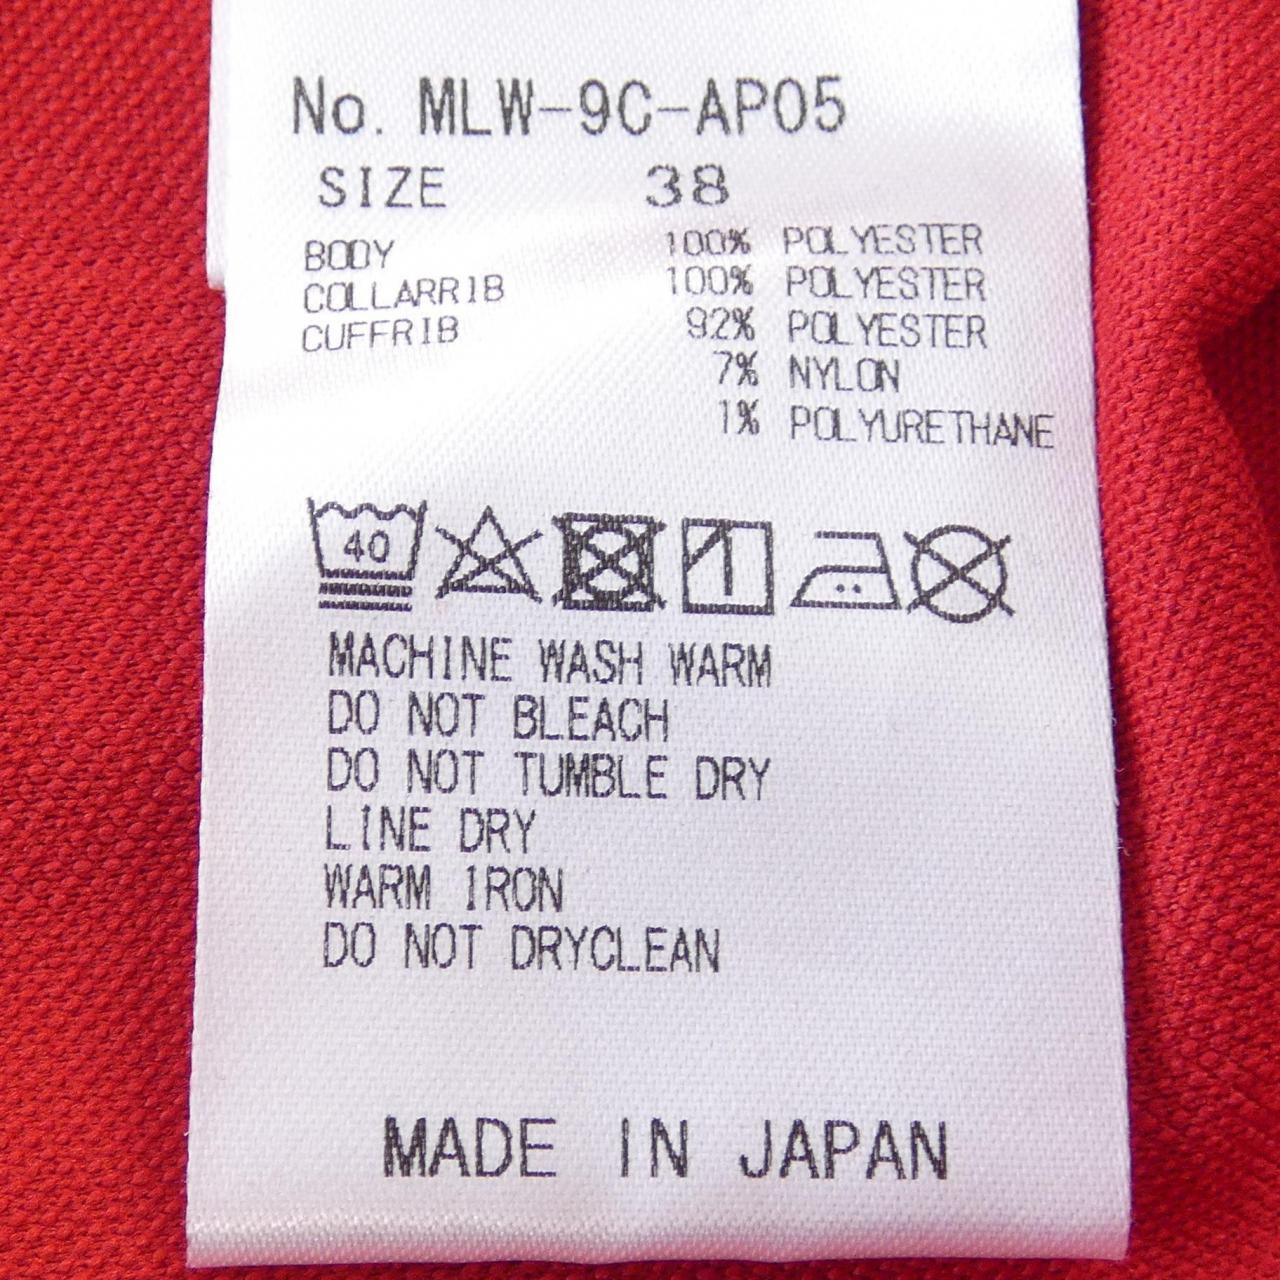 No. MLW-9C-AP05
SIZE 38
BODY 100% POLYESTER
COLLARRIB 100% POLYESTER
CUFFRIB 92% POLYESTER
7% NYLON
1% POLYURETHANE
40
MACHINE WASH WARM
DO NOT BLEACH
DO NOT TUMBLE DRY
LINE DRY
WARM IRON
DO NOT DRYCLEAN
MADE IN JAPAN